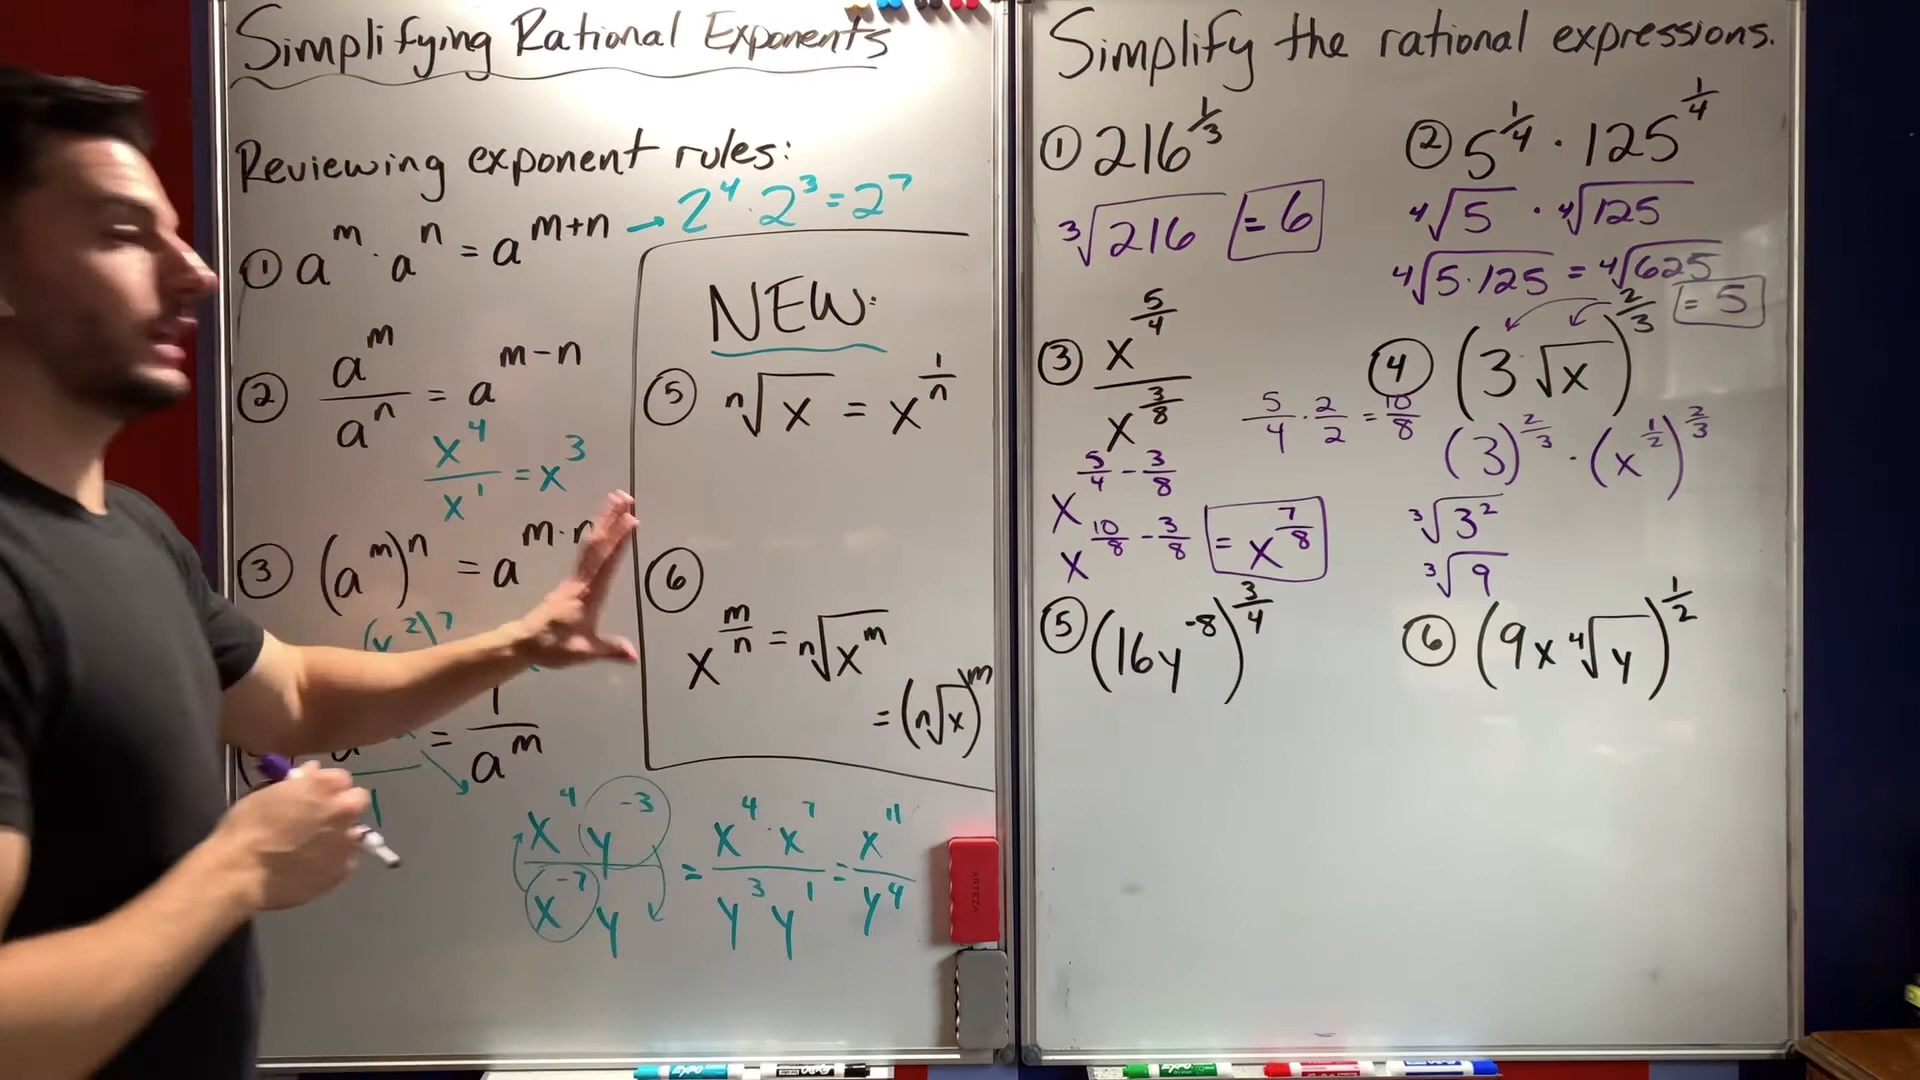 Simplifying Rational Exponents
Reviewing exponent rules:
① a^m · a^n = a^(m+n) → 2^4 · 2^3 = 2^7
② a^m / a^n = a^(m-n)
x^4 / x^1 = x^3
③ (a^m)^n = a^(m·n
= 1 / a^m
x^4 y^-3 / x^-7 y = x^4 · x^7 / y^3 y^1 = x^11 / y^4
NEW:
⑤ n√x = x^(1/n)
⑥
x^(m/n) = n√(x^m)
= (n√x)^m
ARTEZA
Simplify the rational expressions.
① 216^(1/3)
3√216 = 6
② 5^(1/4) · 125^(1/4)
4√5 · 4√125
4√(5·125) = 4√625
= 5
③ x^(5/4) / x^(3/8)
5/4 · 2/2 = 10/8
x^(5/4 - 3/8)
x^(10/8 - 3/8) = x^(7/8)
④ (3√x)^(2/3)
(3)^(2/3) · (x^(1/2))^(2/3)
3√(3^2)
3√9
⑤ (16y^-8)^(3/4)
⑥ (9x 4√y)^(1/2)
EXPO